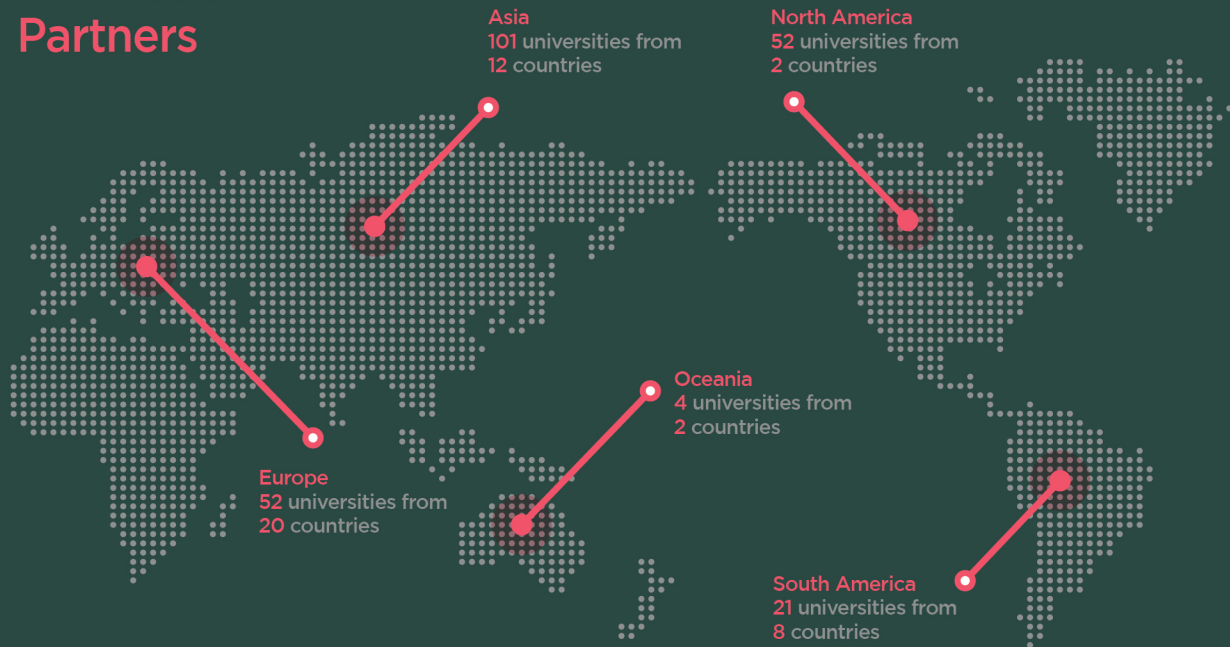 Partners
Asia
101 universities from
12 countries
North America
52 universities from
2 countries
Oceania
4 universities from
2 countries
Europe
52 universities from
20 countries
South America
21 universities from
8 countries